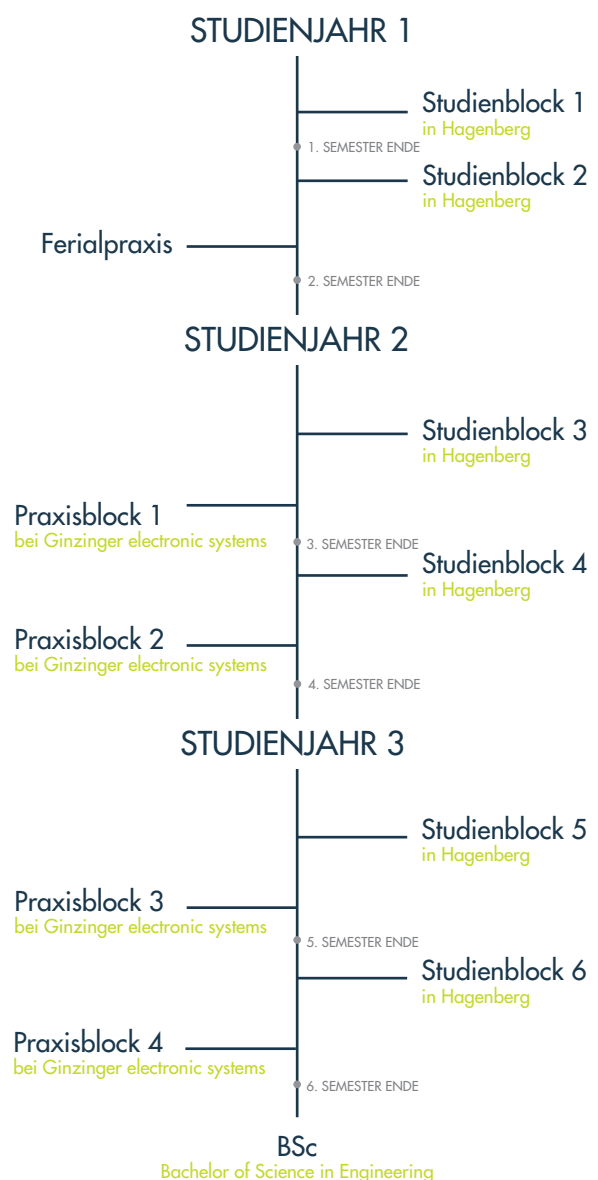 STUDIENJAHR 1
Studienblock 1
in Hagenberg
1. SEMESTER ENDE
Studienblock 2
in Hagenberg
Ferialpraxis
2. SEMESTER ENDE
STUDIENJAHR 2
Studienblock 3
in Hagenberg
Praxisblock 1
bei Ginzinger electronic systems
3. SEMESTER ENDE
Studienblock 4
in Hagenberg
Praxisblock 2
bei Ginzinger electronic systems
4. SEMESTER ENDE
STUDIENJAHR 3
Studienblock 5
in Hagenberg
Praxisblock 3
bei Ginzinger electronic systems
5. SEMESTER ENDE
Studienblock 6
in Hagenberg
Praxisblock 4
bei Ginzinger electronic systems
6. SEMESTER ENDE
BSc
Bachelor of Science in Engineering